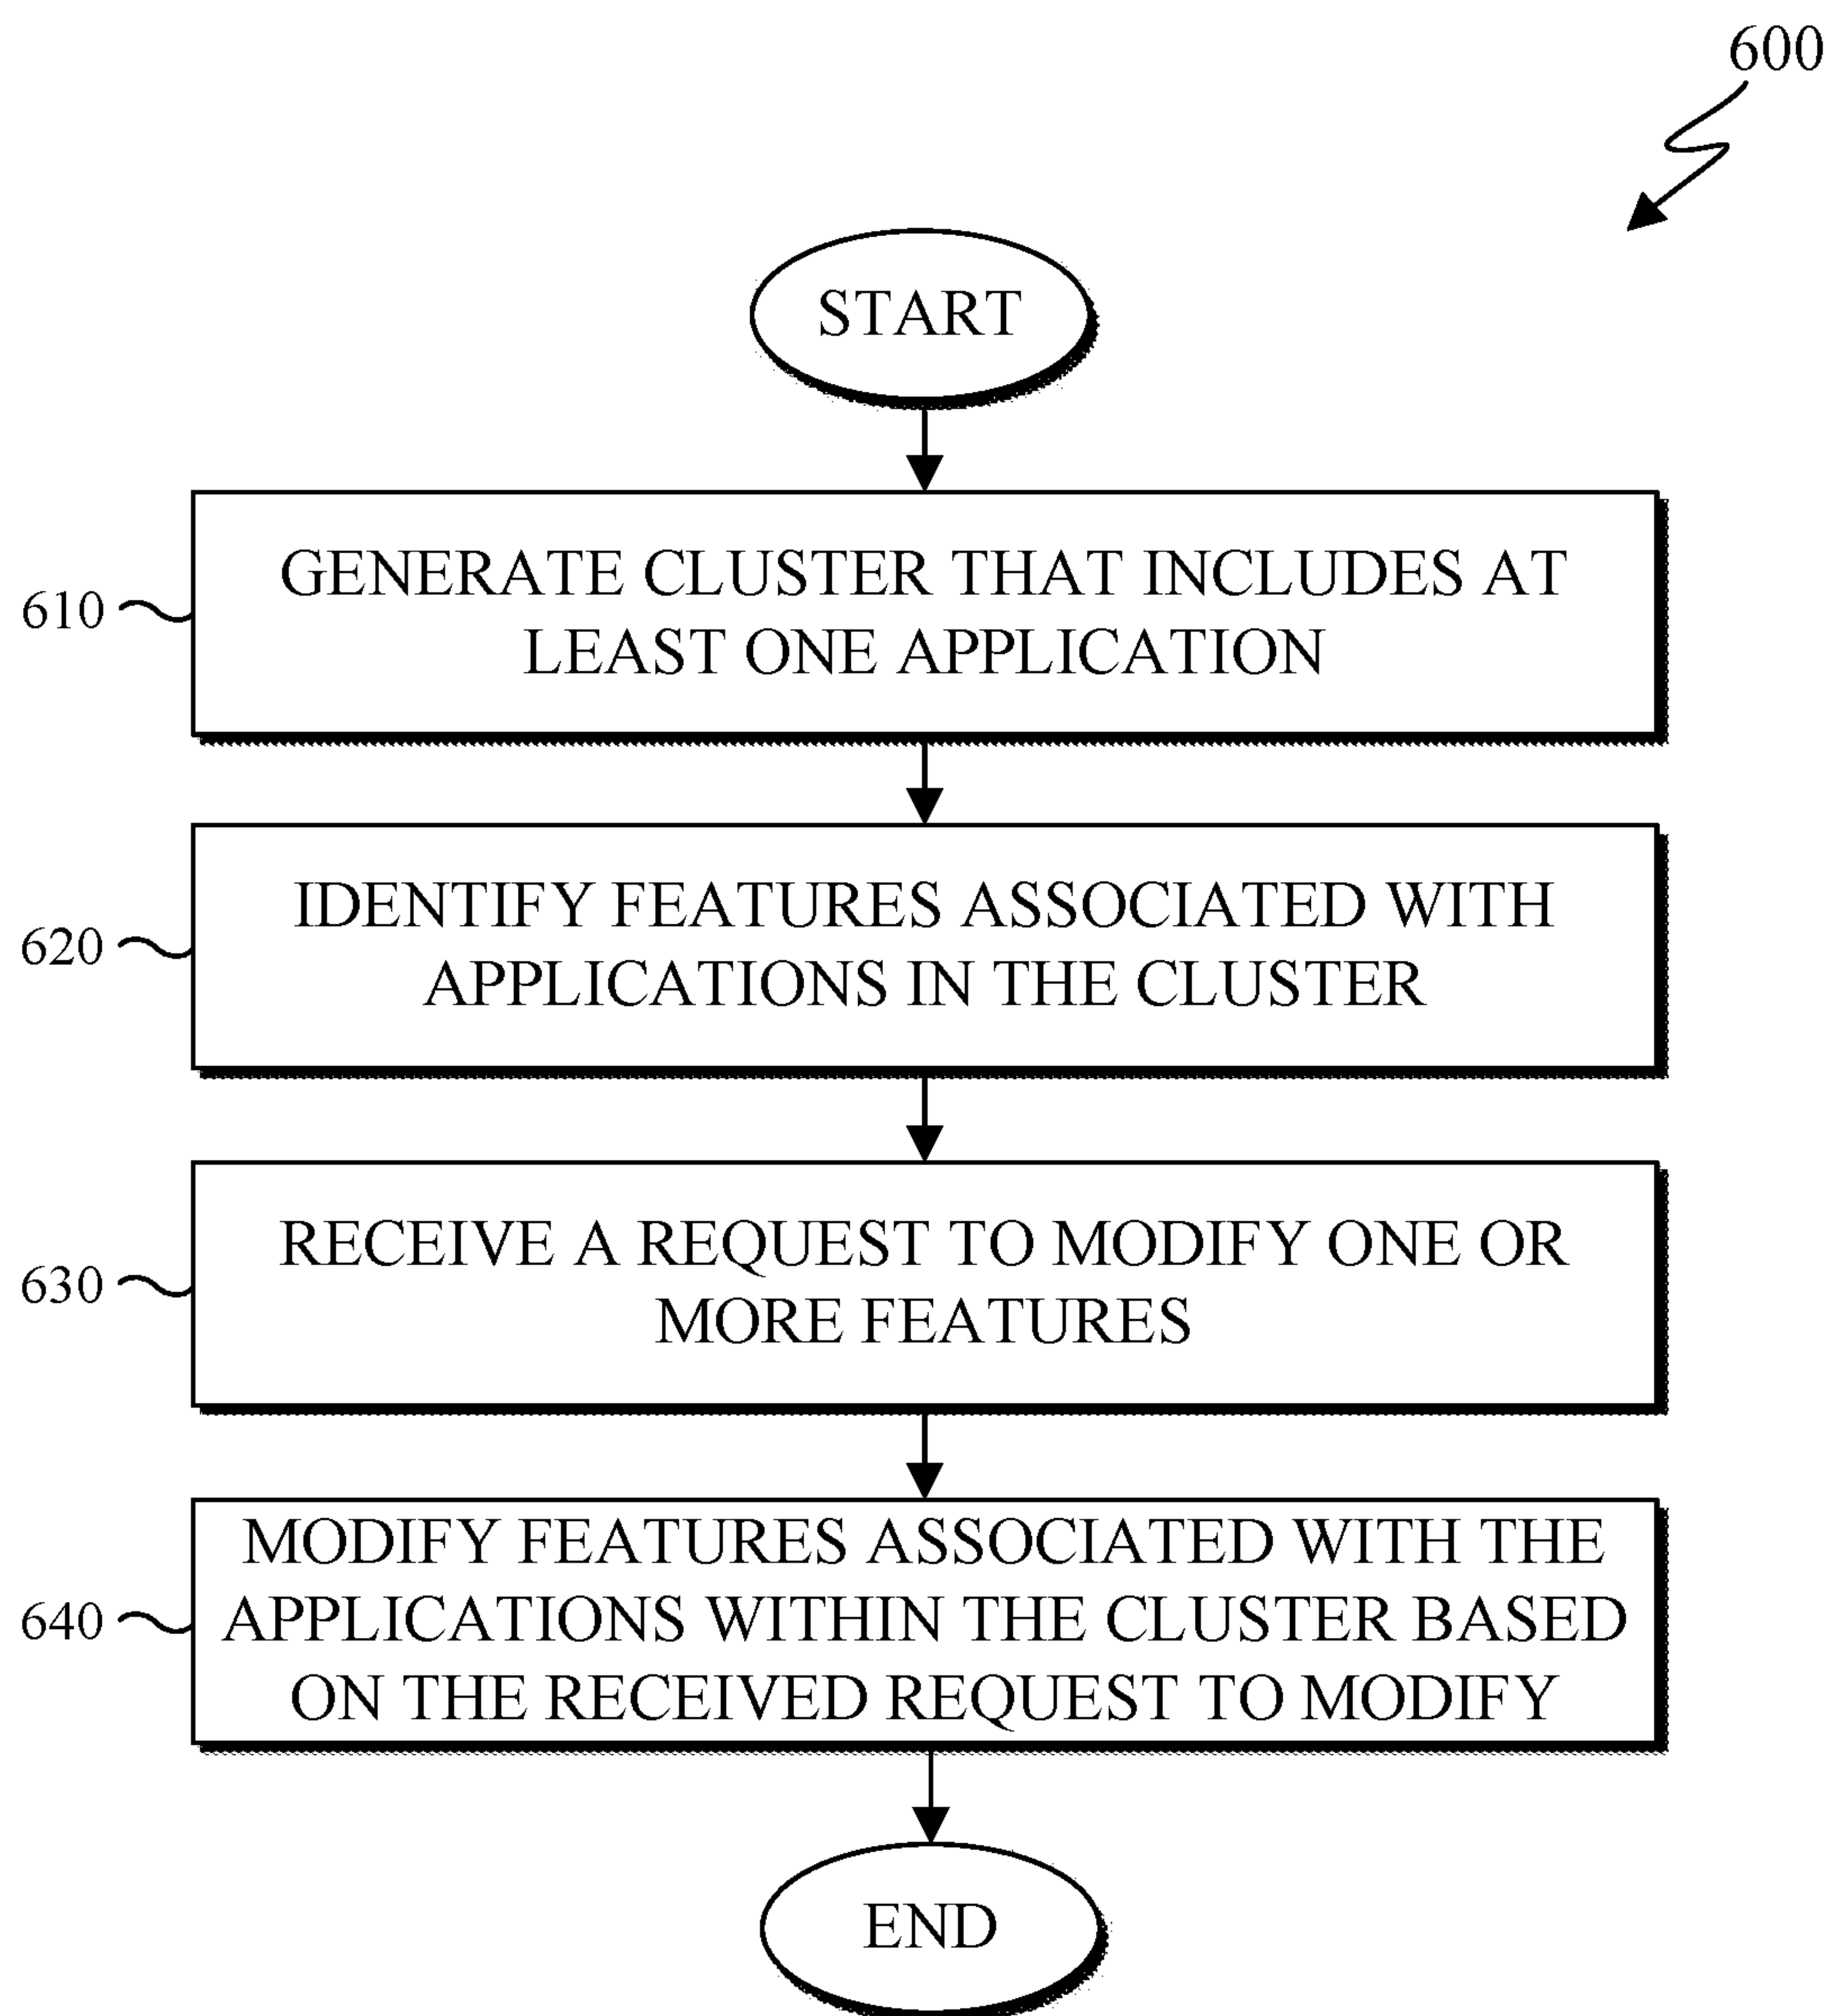 600
START
GENERATE CLUSTER THAT INCLUDES AT
LEAST ONE APPLICATION
610
IDENTIFY FEATURES ASSOCIATED WITH
APPLICATIONS IN THE CLUSTER
620
RECEIVE A REQUEST TO MODIFY ONE OR
MORE FEATURES
630
MODIFY FEATURES ASSOCIATED WITH THE
APPLICATIONS WITHIN THE CLUSTER BASED
ON THE RECEIVED REQUEST TO MODIFY
640
END